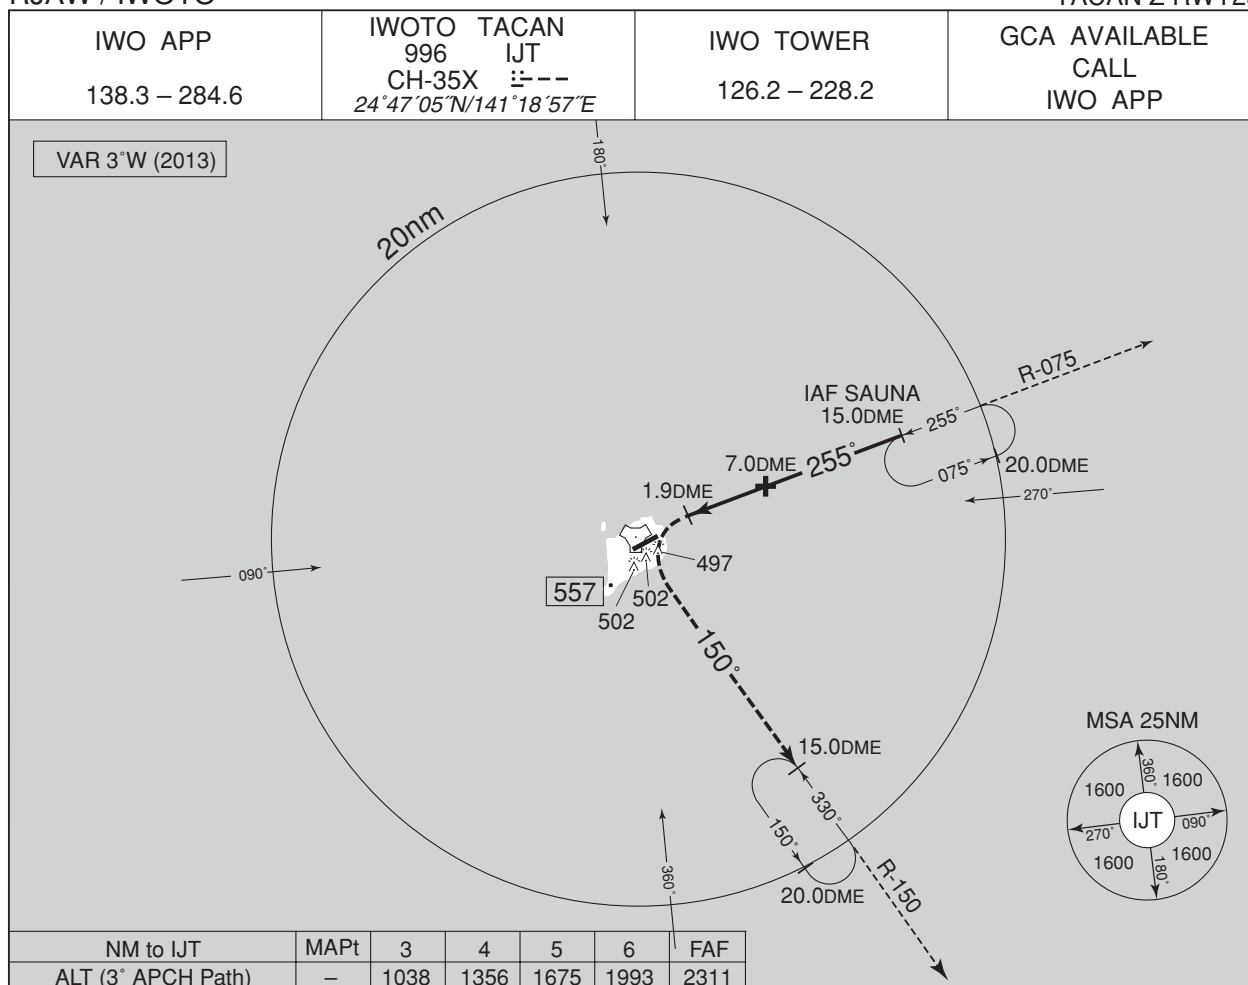 RJAW / IWOTO
IWO APP
138.3 – 284.6
IWOTO TACAN
996 IJT
CH-35X
24˚47´05˝N/141˚18´57˝E
IWO TOWER
126.2 – 228.2
GCA AVAILABLE
CALL
IWO APP
VAR 3˚W (2013)
180˚
20nm
R-075
IAF SAUNA
15.0DME
255˚
255˚
7.0DME
075˚
20.0DME
1.9DME
270˚
497
090˚
557
502
502
150˚
15.0DME
330˚
150˚
20.0DME
R-150
360˚
MSA 25NM
360˚
1600
1600
IJT
270˚
090˚
1600
1600
180˚
NM to IJT MAPt 3 4 5 6 FAF
ALT (3˚ APCH Path) – 1038 1356 1675 1993 2311